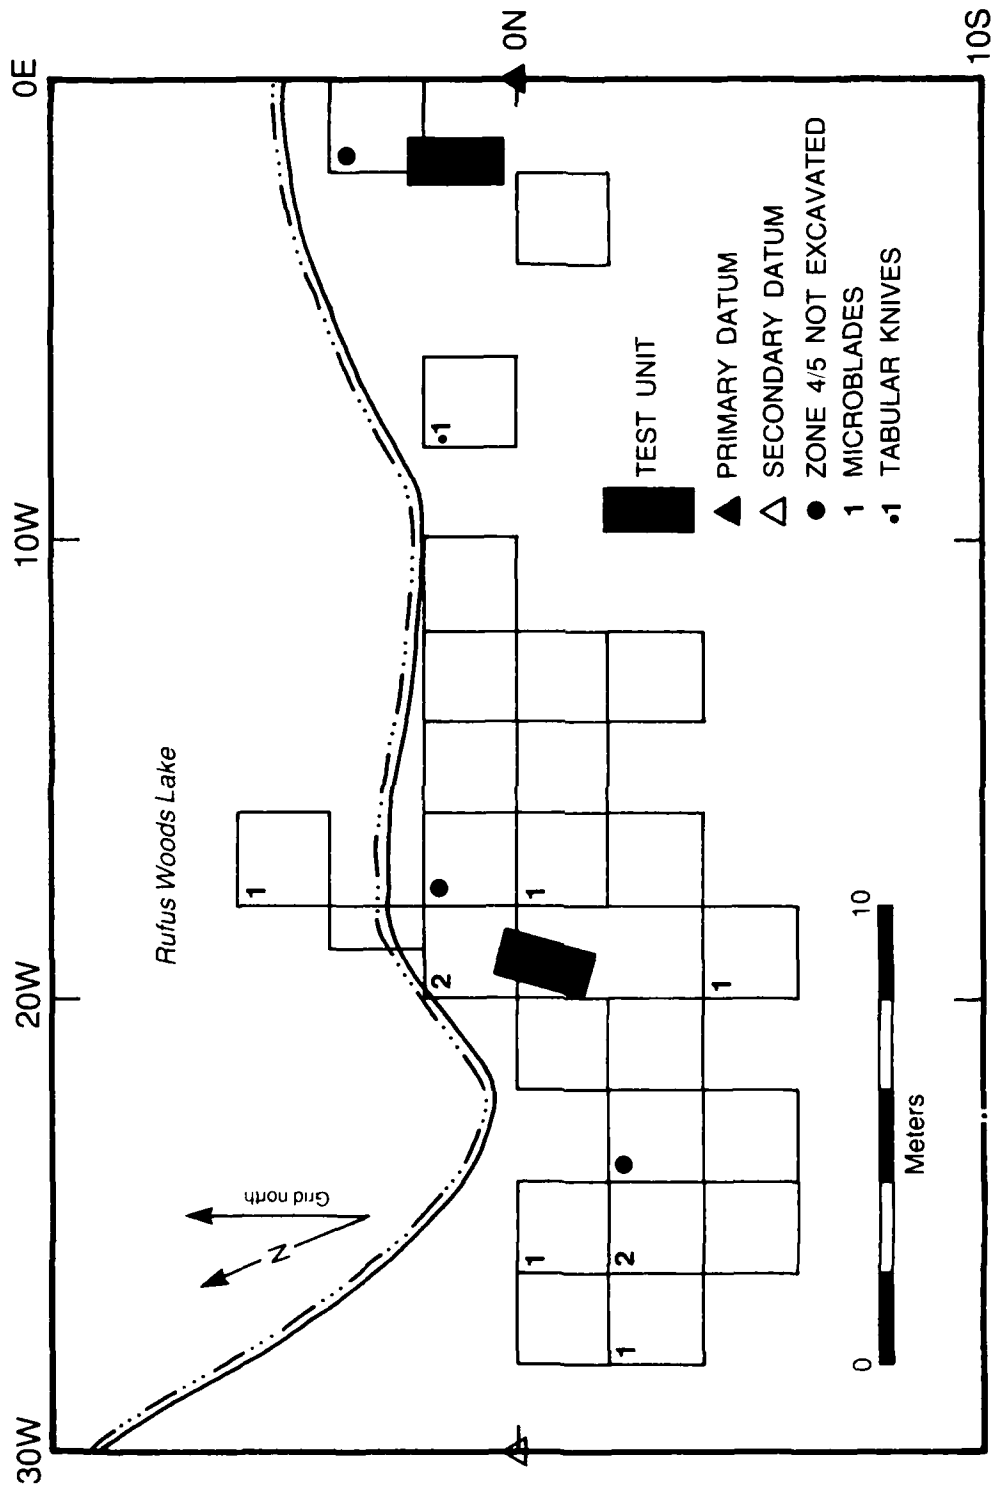 30W
20W
10W
0E
0N
10S
Rufus Woods Lake
Grid north
N
1
2
1
1
1
2
1
1
•1
TEST UNIT
PRIMARY DATUM
SECONDARY DATUM
ZONE 4/5 NOT EXCAVATED
1 MICROBLADES
•1 TABULAR KNIVES
0
10
Meters